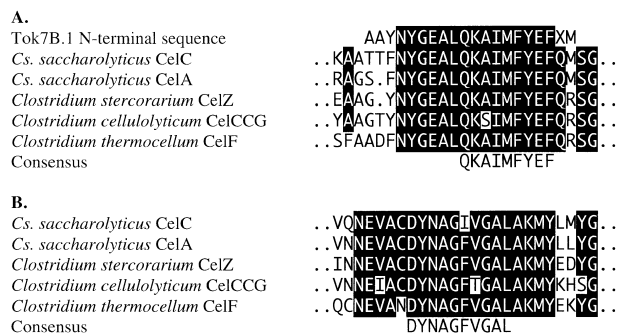 A.
Tok7B.1 N-terminal sequence AAYNYGEALQKAIMFYEFXM
Cs. saccharolyticus CelC ..KAATTFNYGEALQKAIMFYEFQMSG..
Cs. saccharolyticus CelA ..RAGS.FNYGEALQKAIMFYEFQMSG..
Clostridium stercorarium CelZ ..EAAG.YNYGEALQKAIMFYEFQRSG..
Clostridium cellulolyticum CelCCG ..YAAGTYNYGEALQKSIMFYEFQRSG..
Clostridium thermocellum CelF ..SFAADFNYGEALQKAIMFYEFQRSG..
Consensus QKAIMFYEF
B.
Cs. saccharolyticus CelC ..VQNEVACDYNAGIVGALAKMYLMYG..
Cs. saccharolyticus CelA ..VNNEVACDYNAGFVGALAKMYLLYG..
Clostridium stercorarium CelZ ..INNEVACDYNAGFVGALAKMYEDYG..
Clostridium cellulolyticum CelCCG ..VNNEIACDYNAGFTGALAKMYKHSG..
Clostridium thermocellum CelF ..QCNEVANDYNAGFVGALAKMYEKYG..
Consensus DYNAGFVGAL